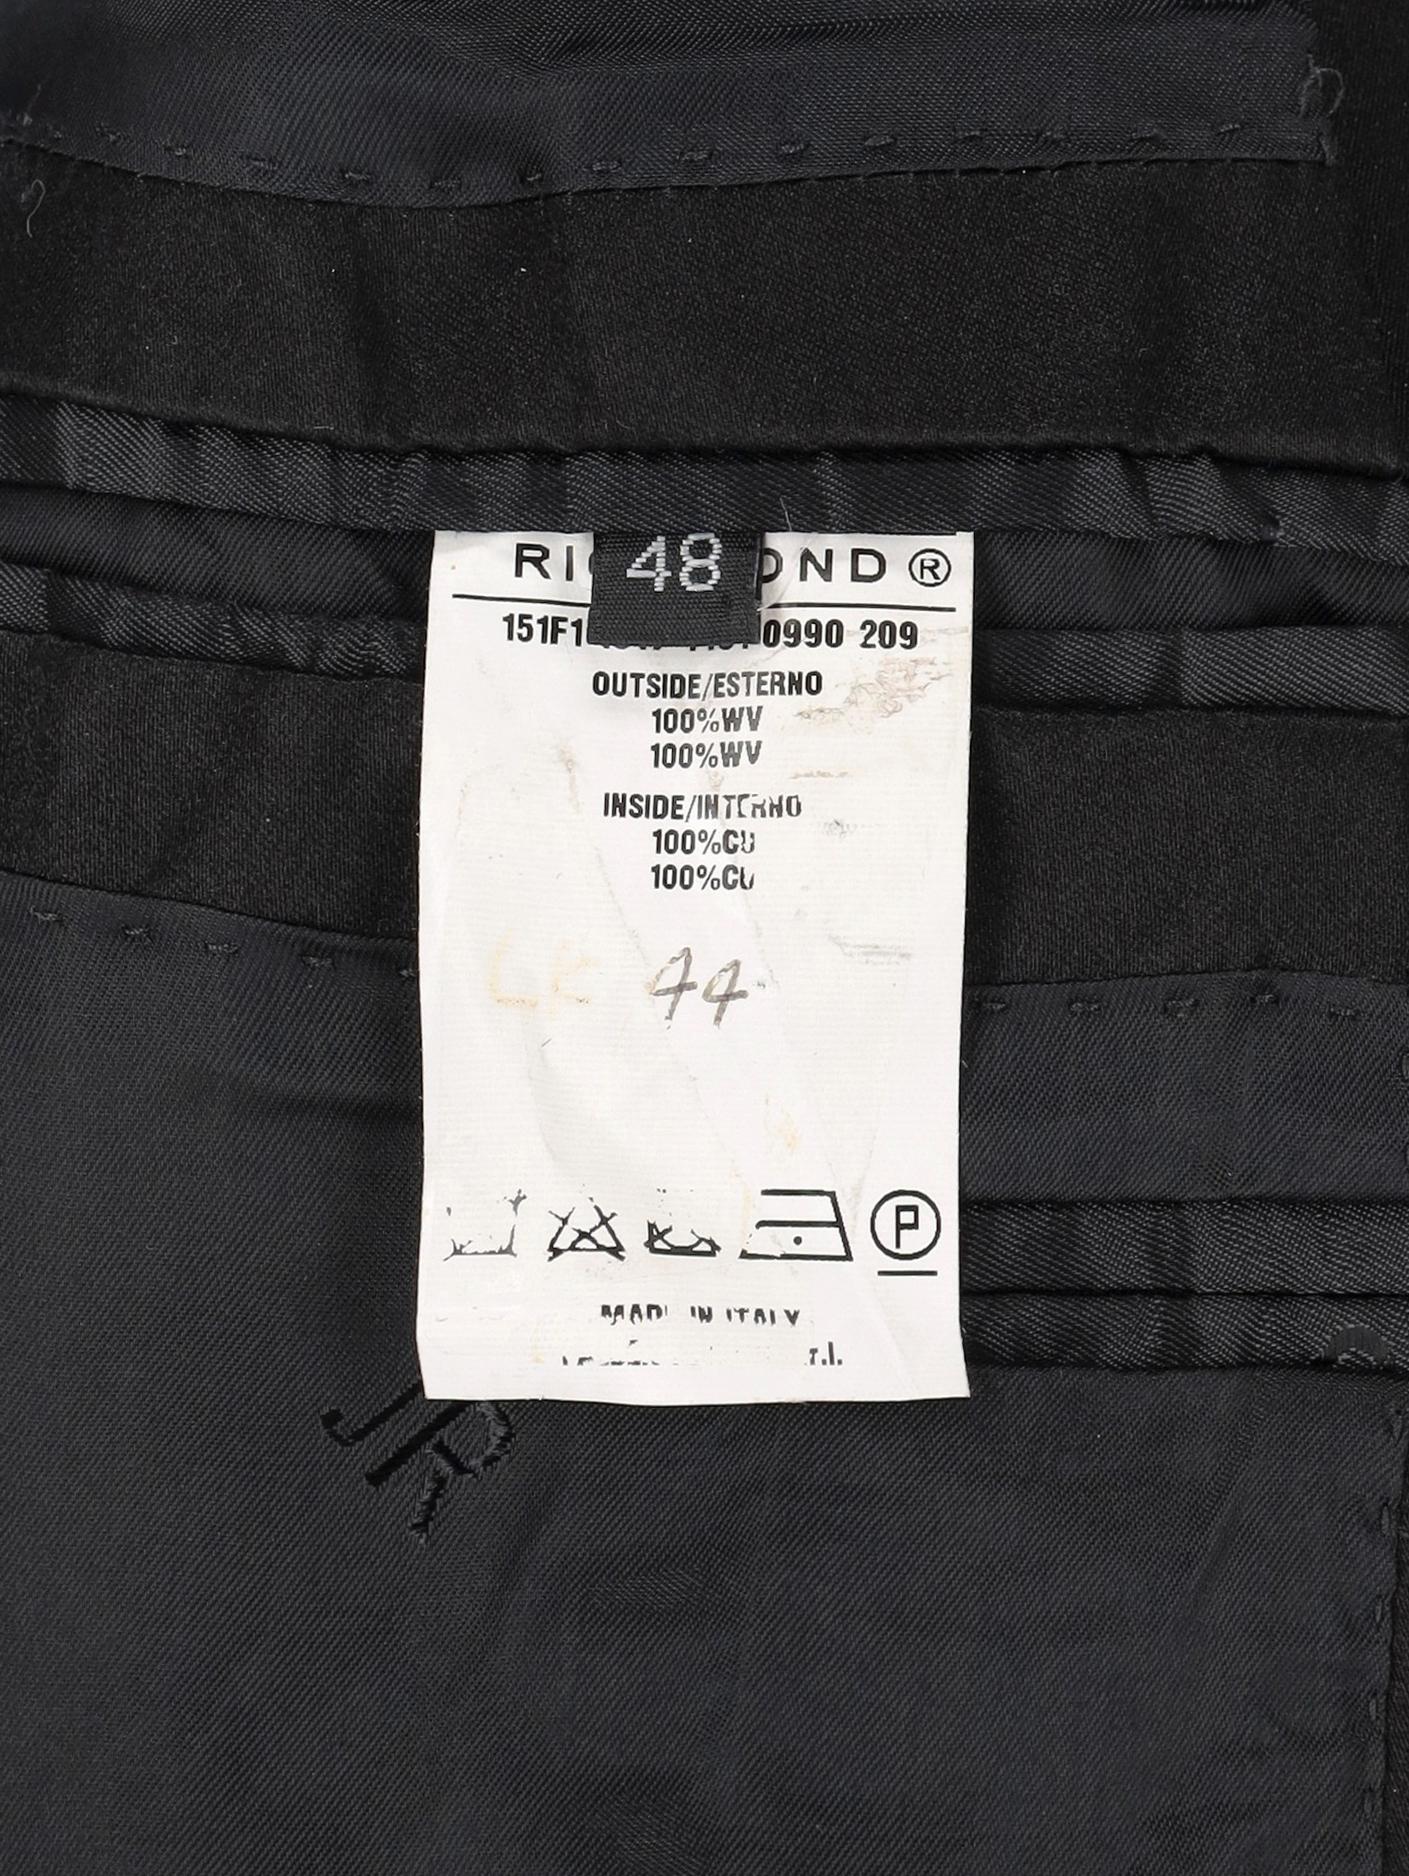 48
RI OND ®
151F1 0990 209
OUTSIDE/ESTERNO
100%WV
100%WV
INSIDE/INTERNO
100%CU
100%CU
44
P
MADE IN ITALY
JR